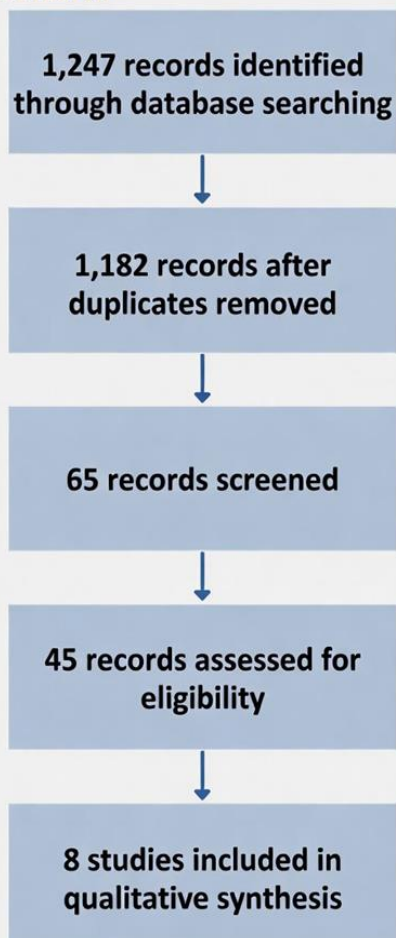 1,247 records identified
through database searching
1,182 records after
duplicates removed
65 records screened
45 records assessed for
eligibility
8 studies included in
qualitative synthesis